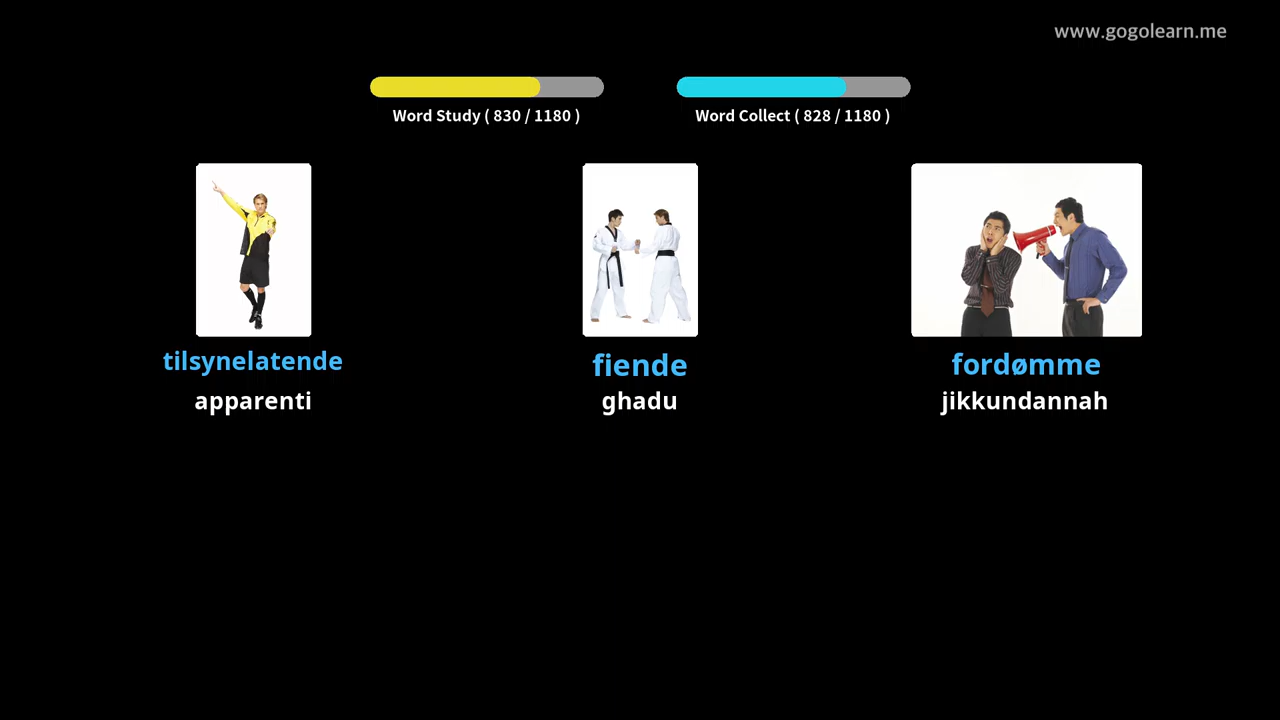 www.gogolearn.me
Word Study ( 830 / 1180 )
Word Collect ( 828 / 1180 )
tilsynelatende
apparenti
fiende
ghadu
fordømme
jikkundannah